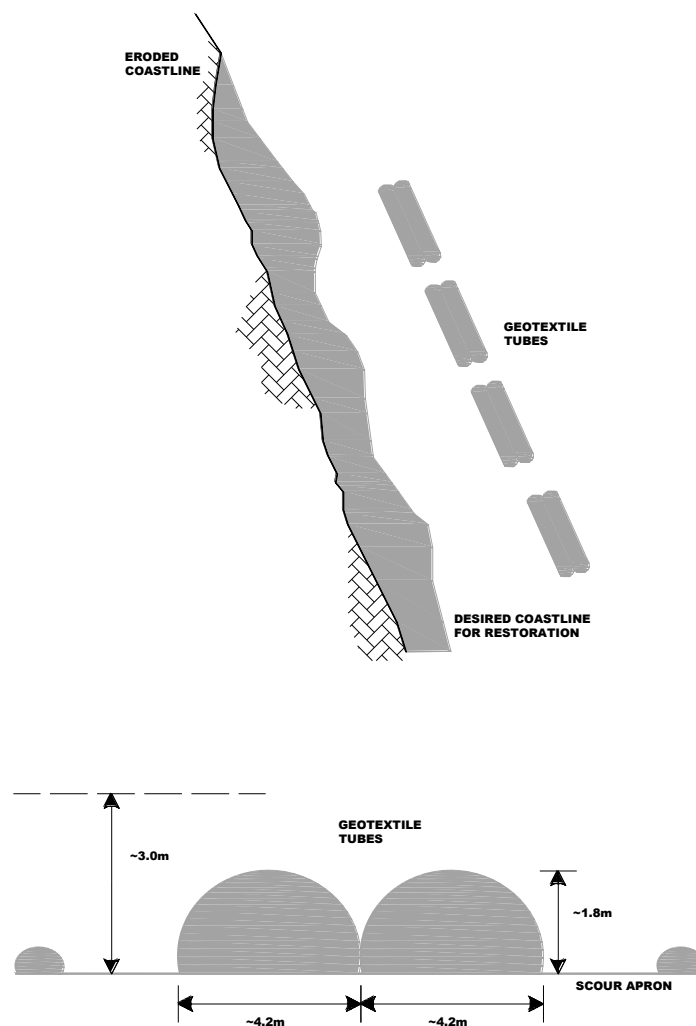 ERODED
COASTLINE
GEOTEXTILE
TUBES
DESIRED COASTLINE
FOR RESTORATION
GEOTEXTILE
TUBES
~3.0m
~1.8m
SCOUR APRON
~4.2m
~4.2m